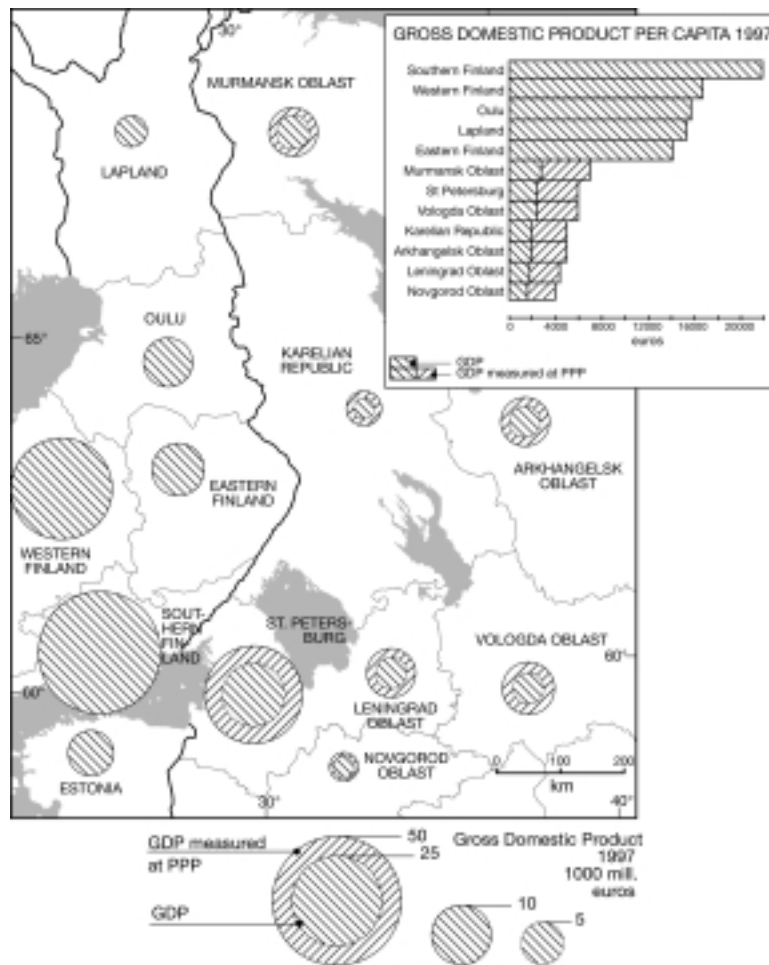 30°
GROSS DOMESTIC PRODUCT PER CAPITA 1997
Southern Finland
Western Finland
Oulu
Lapland
Eastern Finland
Murmansk Oblast
St Petersburg
Vologda Oblast
Karelian Republic
Arkhangelsk Oblast
Leningrad Oblast
Novgorod Oblast
0 4000 8000 12000 16000 20000
euros
GDP
GDP measured at PPP
MURMANSK OBLAST
LAPLAND
OULU
65°
KARELIAN
REPUBLIC
ARKHANGELSK
OBLAST
EASTERN
FINLAND
WESTERN
FINLAND
SOUT-
HERN
FIN-
LAND
ST. PETERS-
BURG
VOLOGDA OBLAST
60°
60°
LENINGRAD
OBLAST
ESTONIA
NOVGOROD
OBLAST
0 100 200
km
30°
40°
GDP measured
at PPP
GDP
50
25
Gross Domestic Product
1997
1000 mill.
euros
10
5